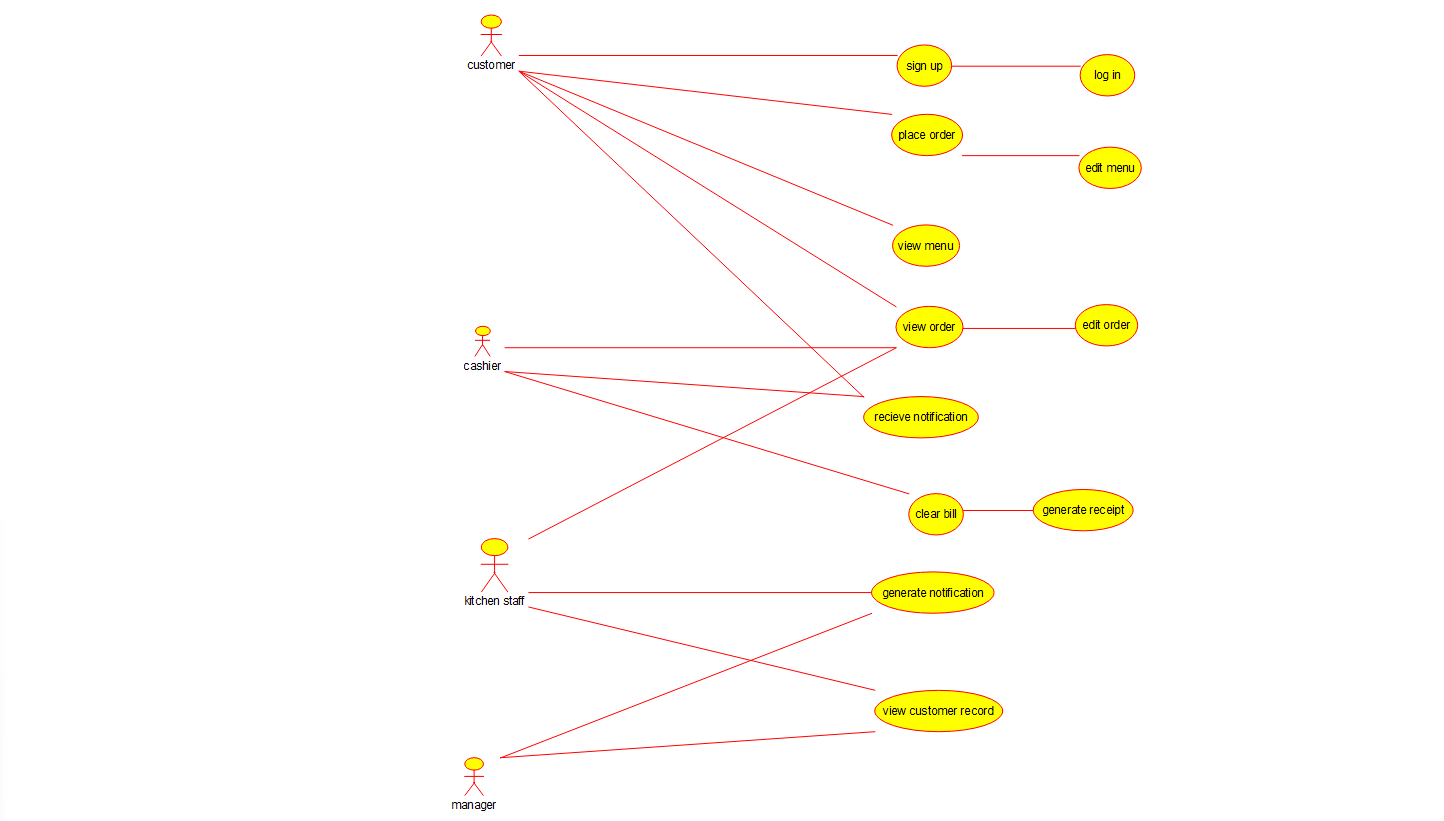 customer
sign up
log in
place order
edit menu
view menu
view order
edit order
cashier
recieve notification
clear bill
generate receipt
kitchen staff
generate notification
view customer record
manager